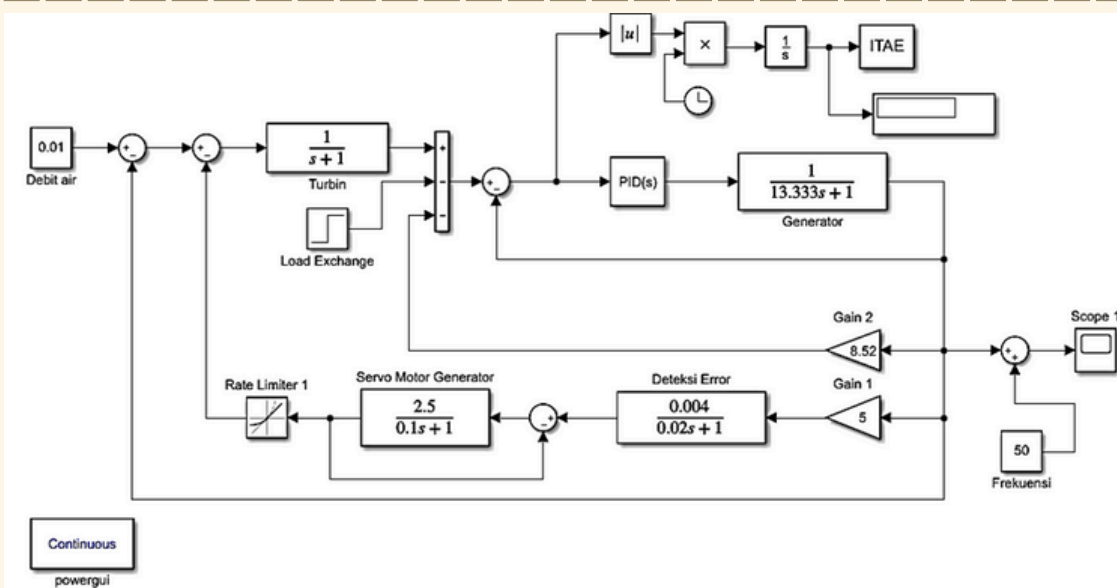 |u|
×
1
s
ITAE
0.01
Debit air
1
s + 1
Turbin
Load Exchange
PID(s)
1
13.333s + 1
Generator
Gain 2
8.52
Scope 1
Rate Limiter 1
Servo Motor Generator
2.5
0.1s + 1
Deteksi Error
0.004
0.02s + 1
Gain 1
5
50
Frekuensi
Continuous
powergui